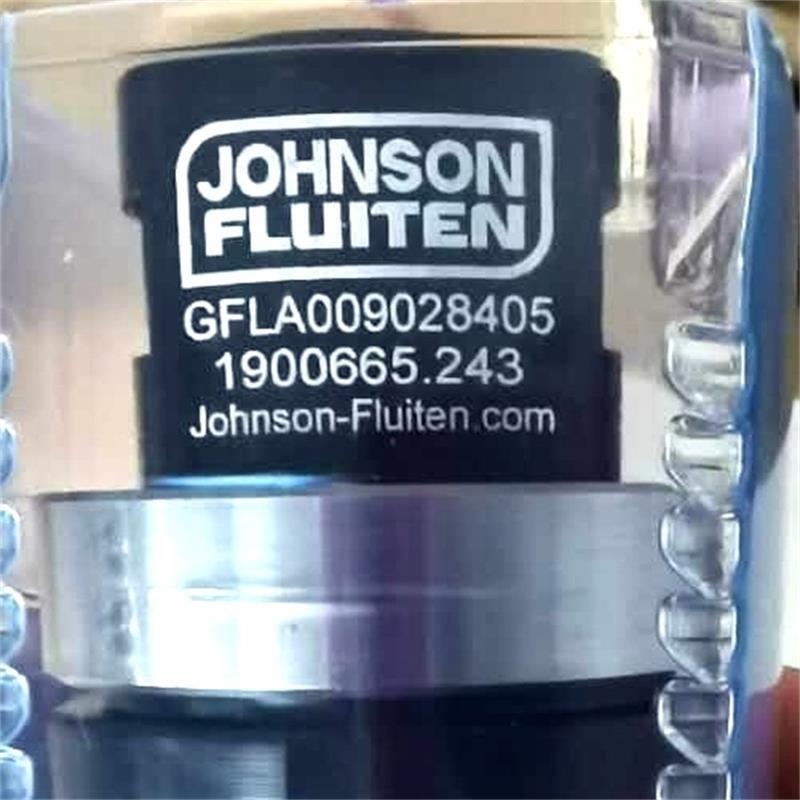 JOHNSON
FLUITEN
GFLA009028405
1900665.243
Johnson-Fluiten.com